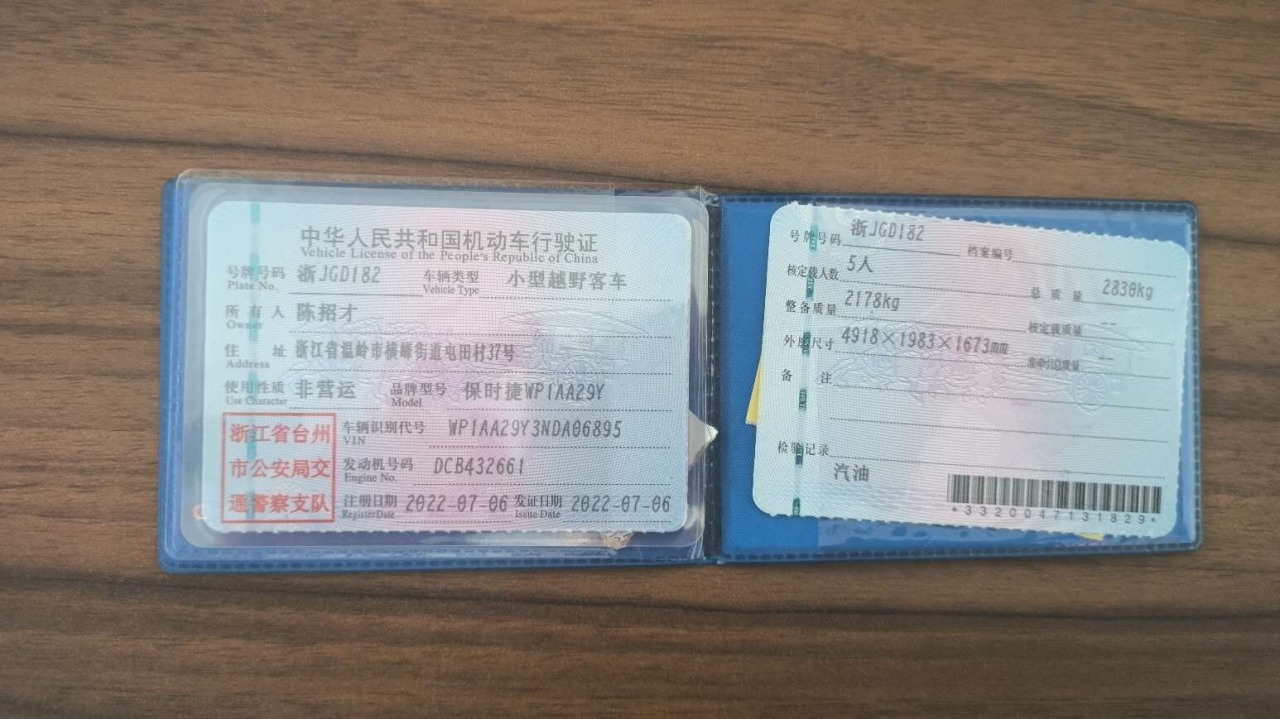 中华人民共和国机动车行驶证
Vehicle License of the People's Republic of China
号牌号码 浙JGD182 车辆类型 小型越野客车
Plate No. Vehicle Type
所有人 陈招才
Owner
住址 浙江省温岭市横峰街道屯田村37号
Address
使用性质 非营运 品牌型号 保时捷WP1AA29Y
Use Character Model
浙江省台州
市公安局交
通警察支队
车辆识别代号 WP1AA29Y3NDA06895
VIN
发动机号码 DCB432661
Engine No.
注册日期 2022-07-06 发证日期 2022-07-06
Register Date Issue Date
号牌号码 浙JGD182 档案编号
核定载人数 5人 总质量 2830kg
整备质量 2178kg 核定载质量 --
外廓尺寸 4918×1983×1673mm 准牵引总质量 --
备注
检验记录
汽油
*3320047131829*